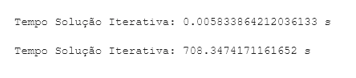 Tempo Solução Iterativa: 0.005833864212036133 s
Tempo Solução Iterativa: 708.3474171161652 s